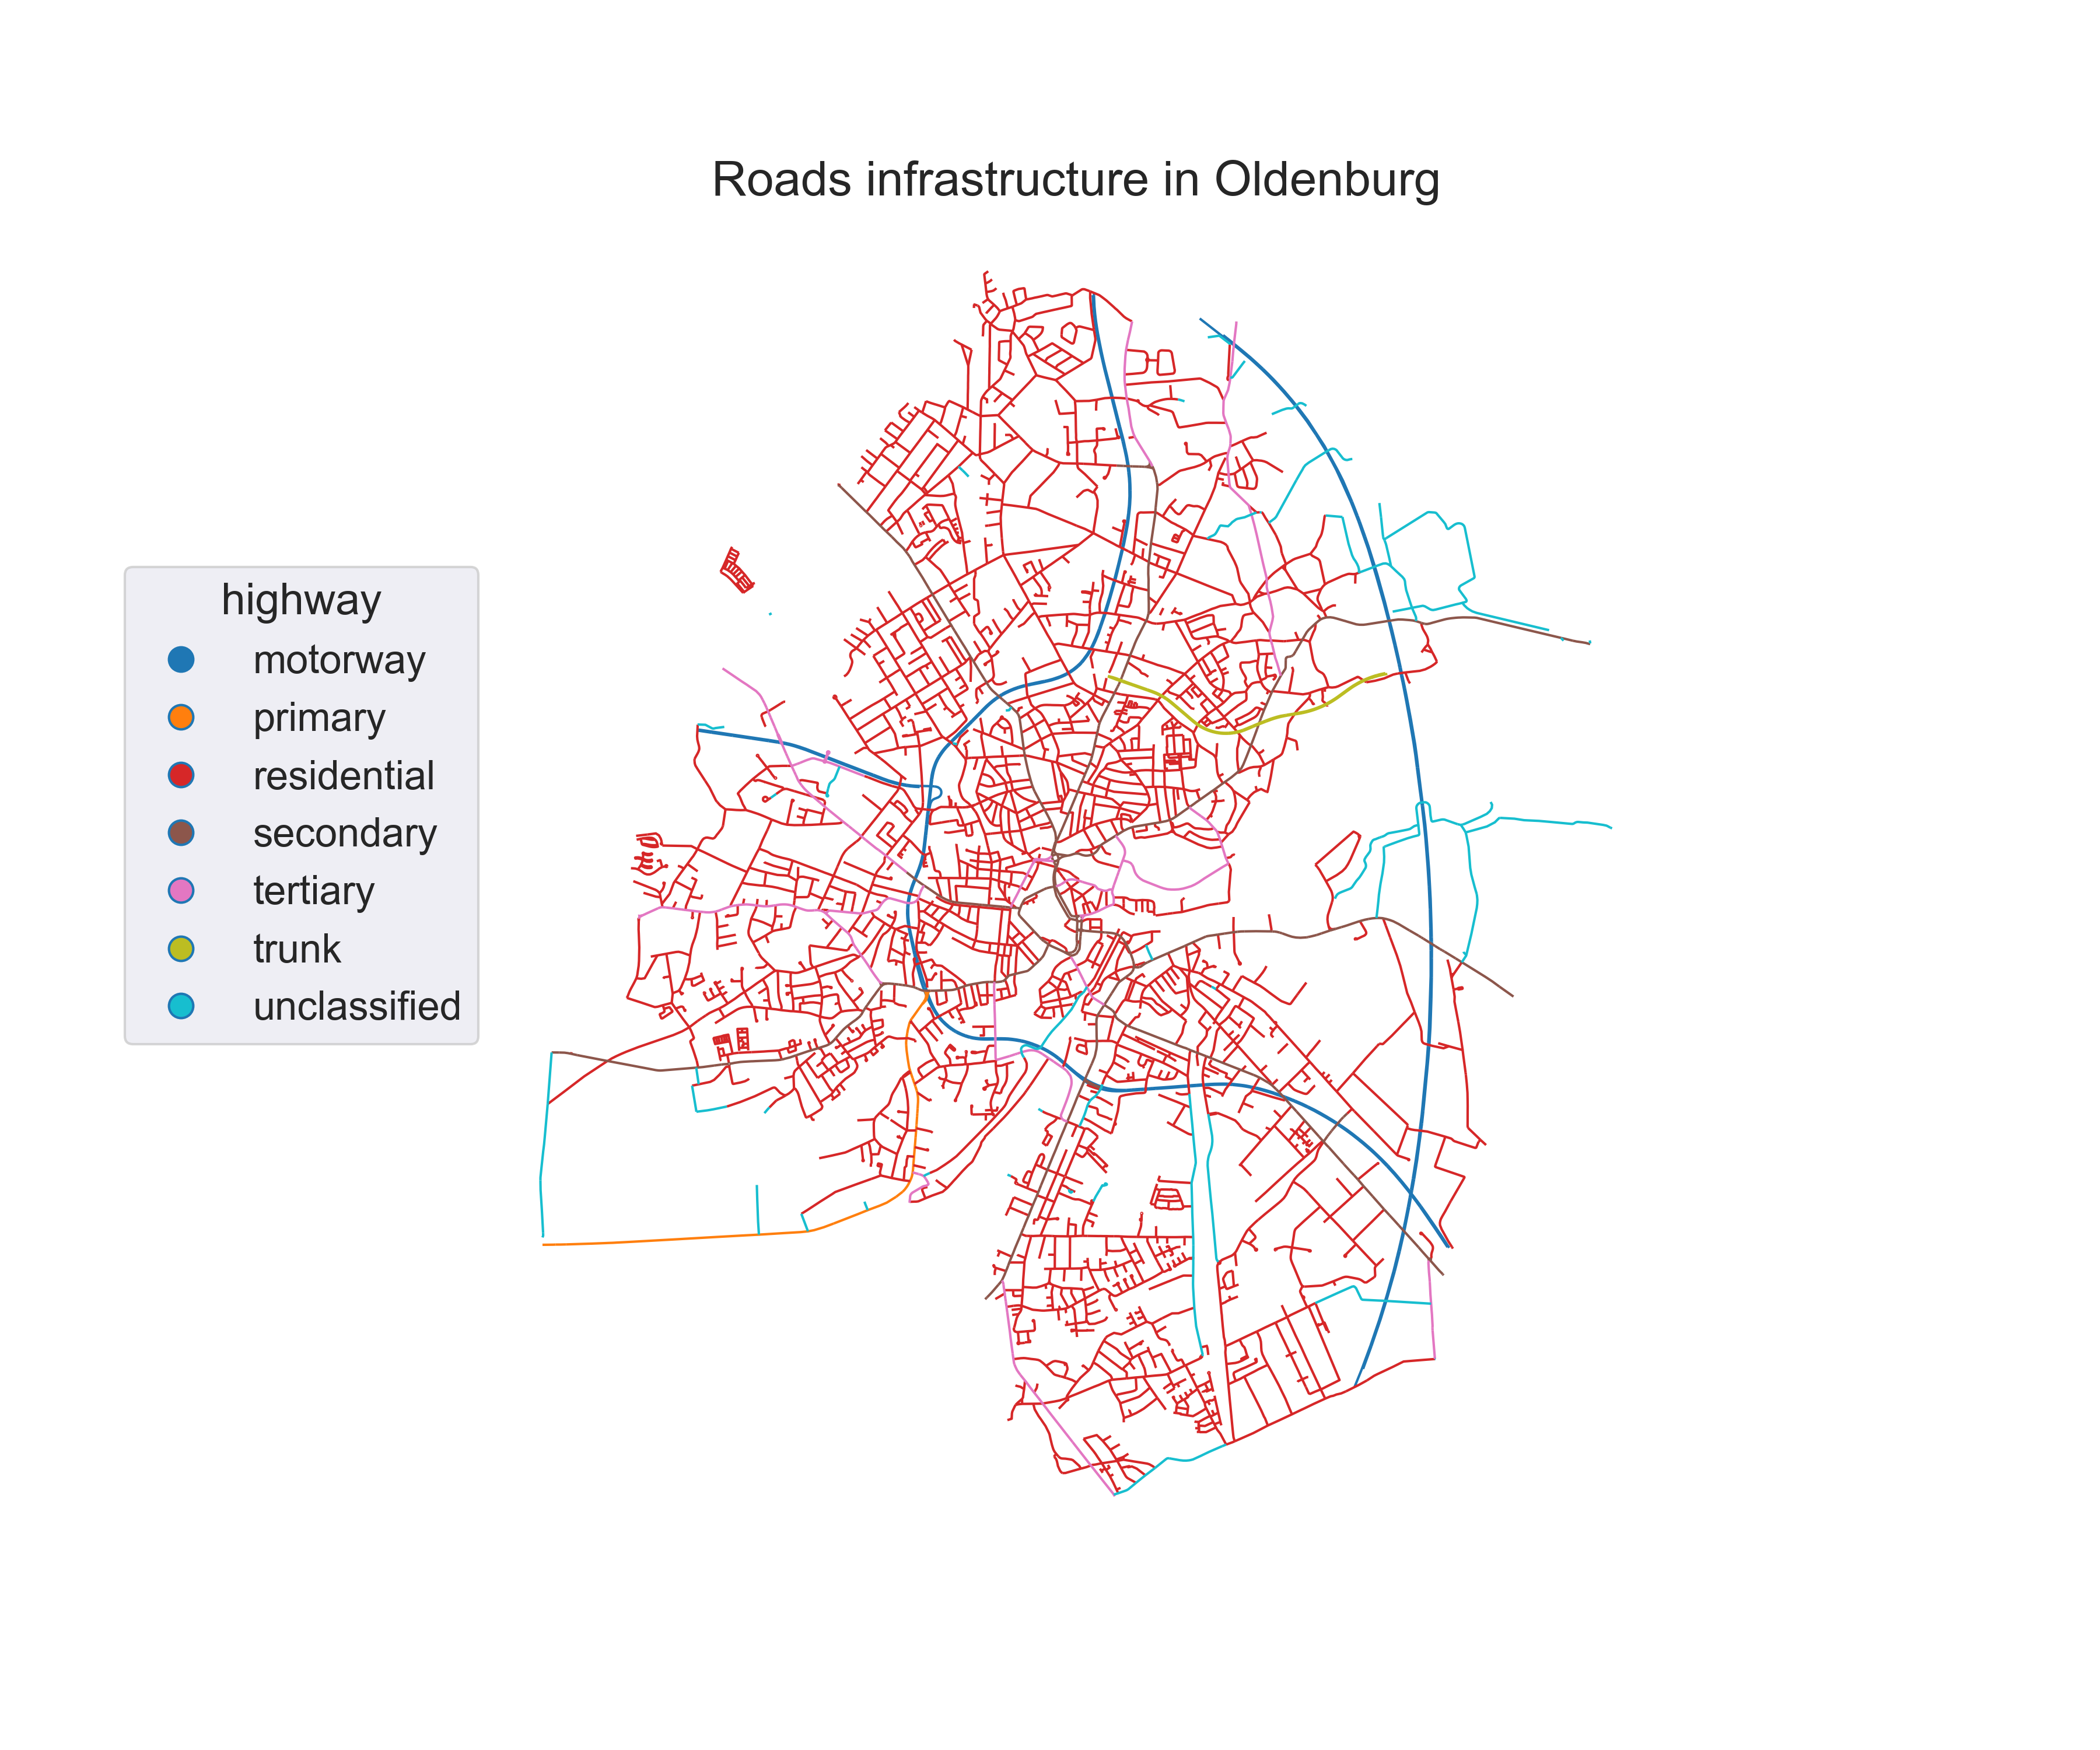 Roads infrastructure in Oldenburg
highway
motorway
primary
residential
secondary
tertiary
trunk
unclassified